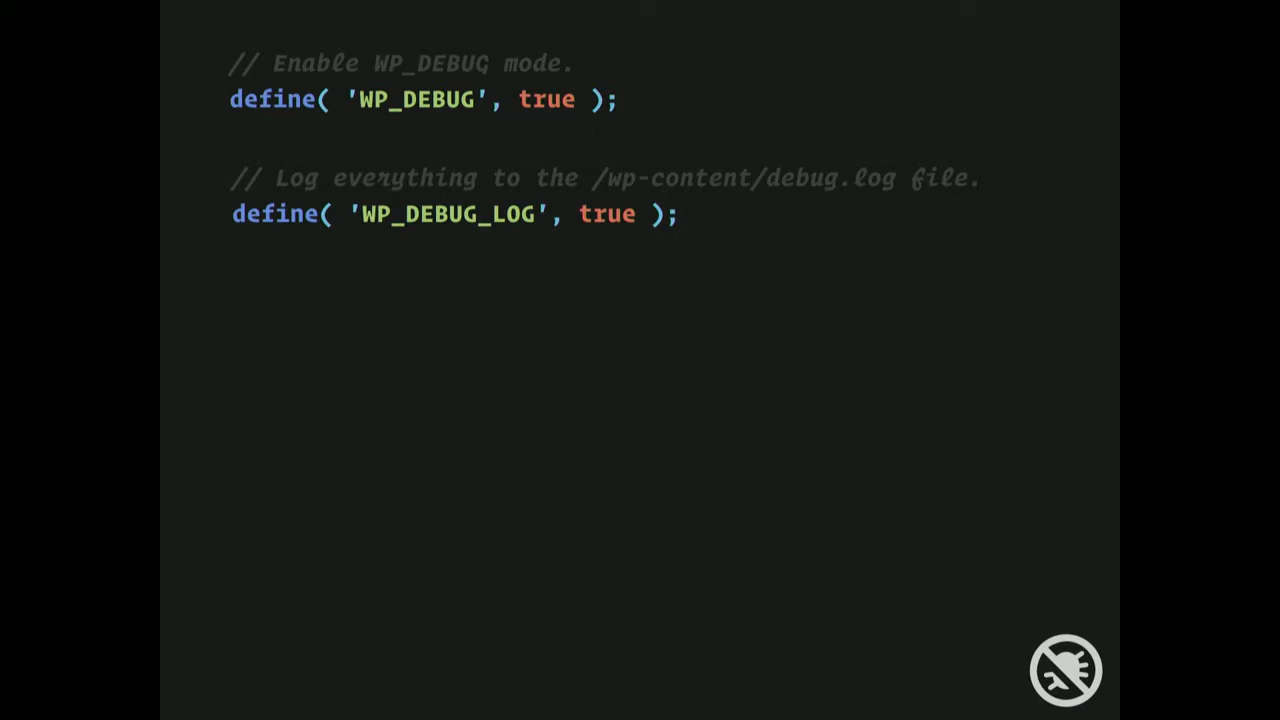 // Enable WP_DEBUG mode.
define( 'WP_DEBUG', true );
// Log everything to the /wp-content/debug.log file.
define( 'WP_DEBUG_LOG', true );